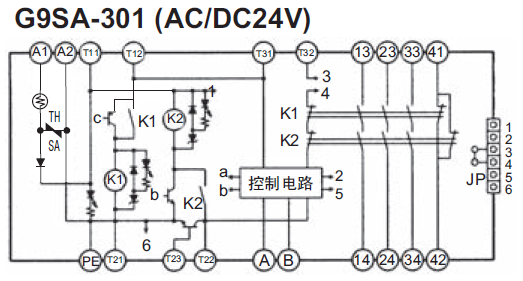 G9SA-301 (AC/DC24V)
A1 A2 T11 T12 T31 T32 13 23 33 41
3
4
1
TH
SA
c
K1
K2
K1
K2
K1
b
K2
a
b
控制电路
2
5
6
1
2
3
4
5
6
JP
PE T21 T23 T22 A B 14 24 34 42